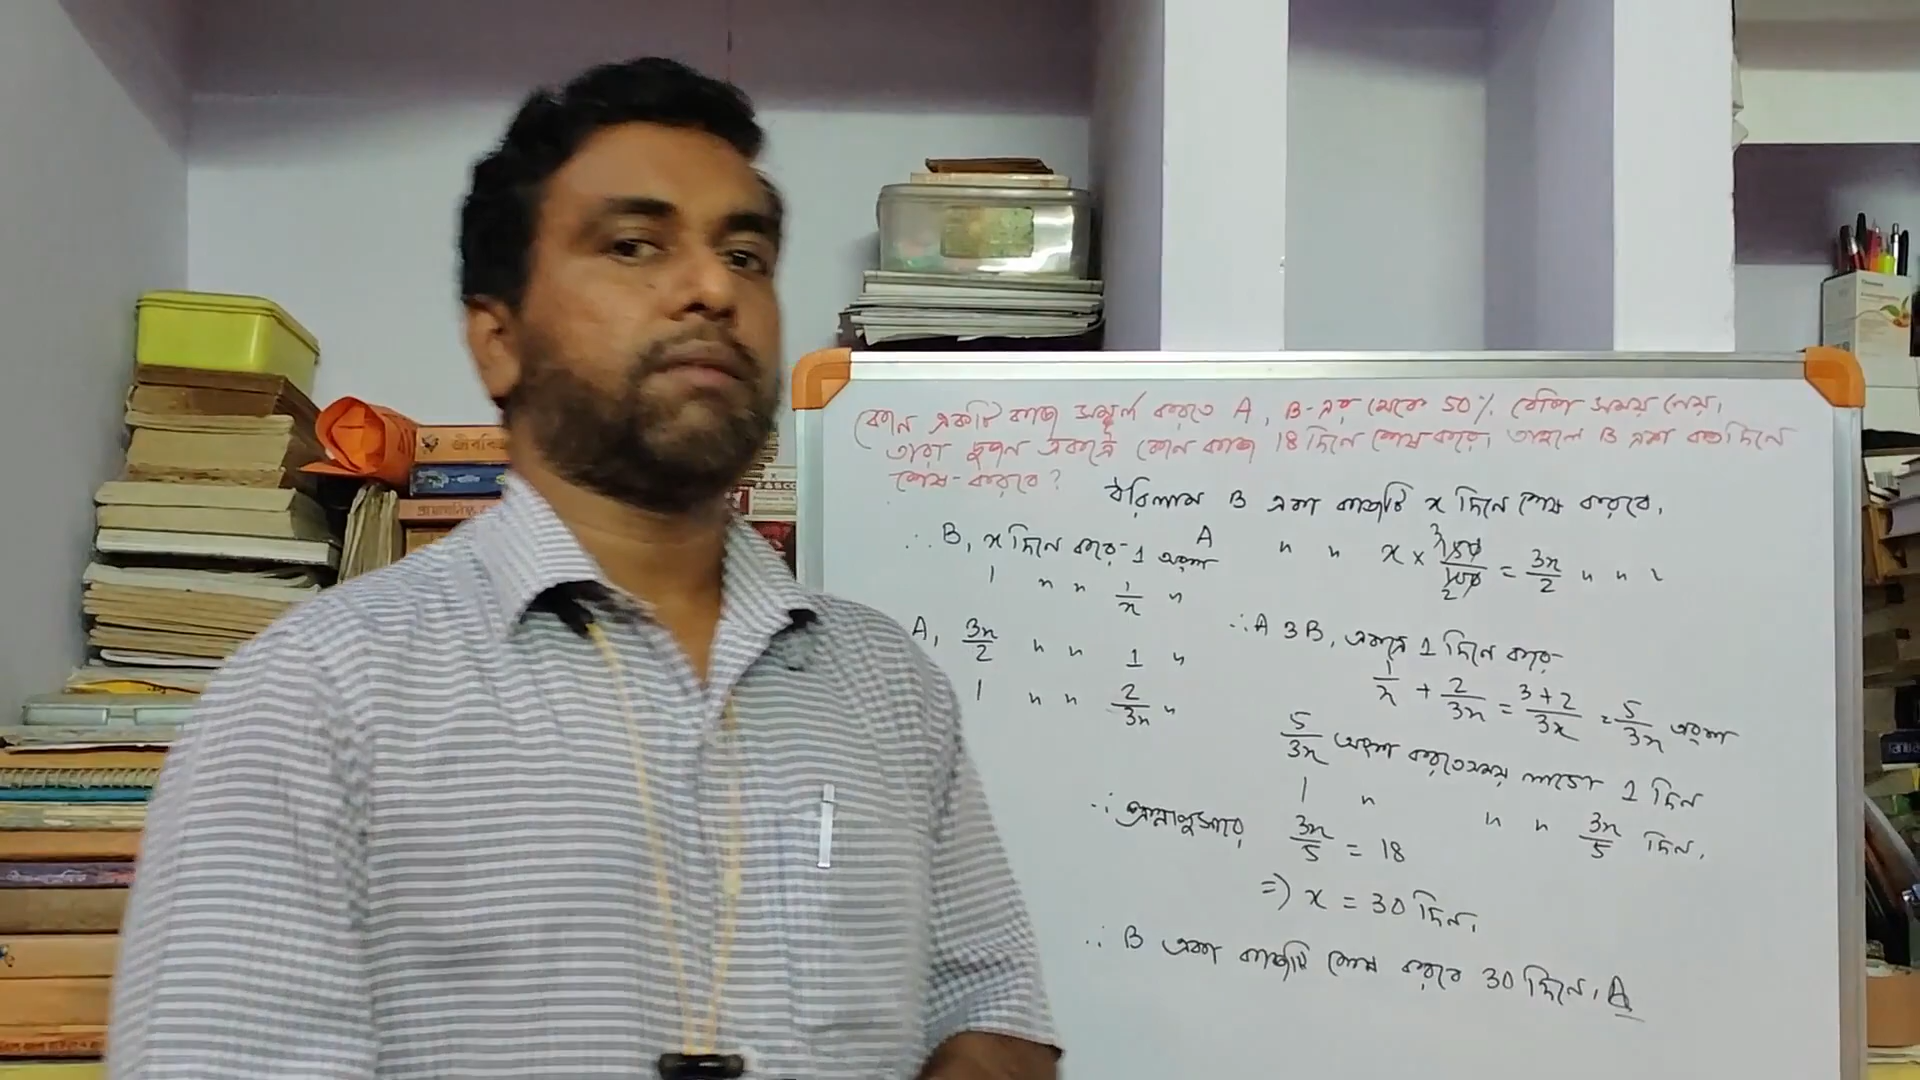 কোন একটি কাজ সম্পূর্ণ করতে A, B-এর থেকে 50% বেশি সময় নেয়।
তারা দুজন একত্রে কোন কাজ 18 দিনে শেষ করে। তাহলে B একা কতদিনে
শেষ করবে?
ধরিলাম B একা কাজটি x দিনে শেষ করবে।
A " " x × 150/100 = 3x/2 " " "
∴ B, x দিনে করে 1 অংশ
1 " " 1/x "
A, 3x/2 " " 1 "
1 " " 2/3x "
∴ A ও B, একত্রে 1 দিনে করে
1/x + 2/3x = 3+2/3x = 5/3x অংশ
5/3x অংশ করতে সময় লাগে 1 দিন
1 " " " 3x/5 দিন।
∴ প্রশ্নানুসারে 3x/5 = 18
⇒ x = 30 দিন।
∴ B একা কাজটি শেষ করবে 30 দিনে। A